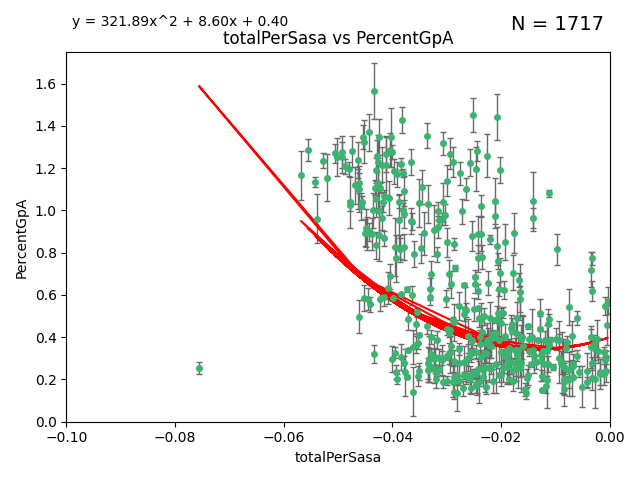 y = 321.89x^2 + 8.60x + 0.40
N = 1717
totalPerSasa vs PercentGpA
PercentGpA
1.6
1.4
1.2
1.0
0.8
0.6
0.4
0.2
0.0
−0.10 −0.08 −0.06 −0.04 −0.02 0.00
totalPerSasa